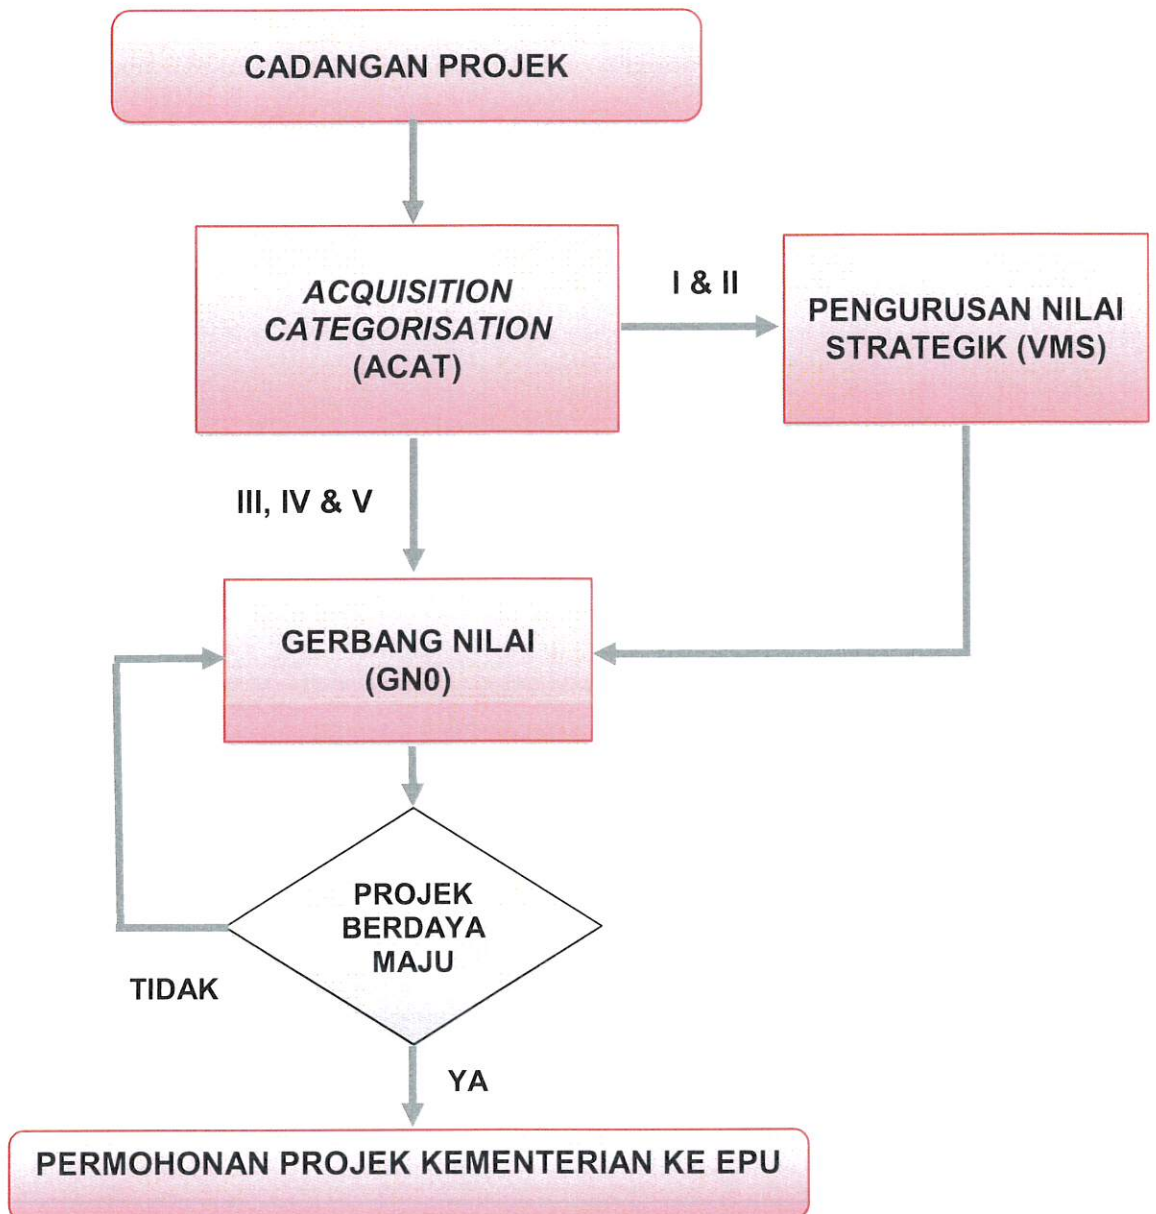 CADANGAN PROJEK
ACQUISITION
CATEGORISATION
(ACAT)
I & II
PENGURUSAN NILAI
STRATEGIK (VMS)
III, IV & V
GERBANG NILAI
(GN0)
PROJEK
BERDAYA
MAJU
TIDAK
YA
PERMOHONAN PROJEK KEMENTERIAN KE EPU